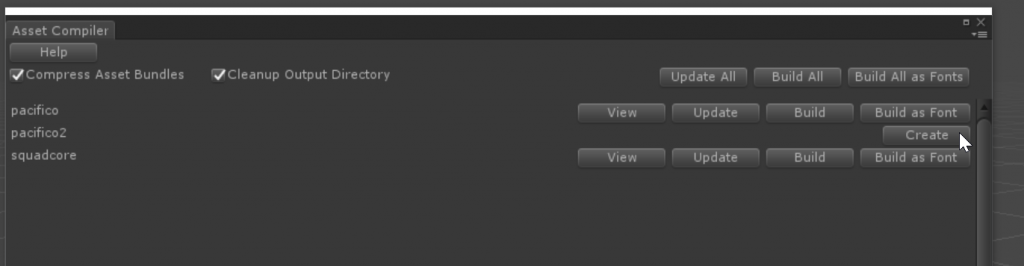 Asset Compiler
Help
Compress Asset Bundles Cleanup Output Directory Update All Build All Build All as Fonts
pacifico View Update Build Build as Font
pacifico2 Create
squadcore View Update Build Build as Font